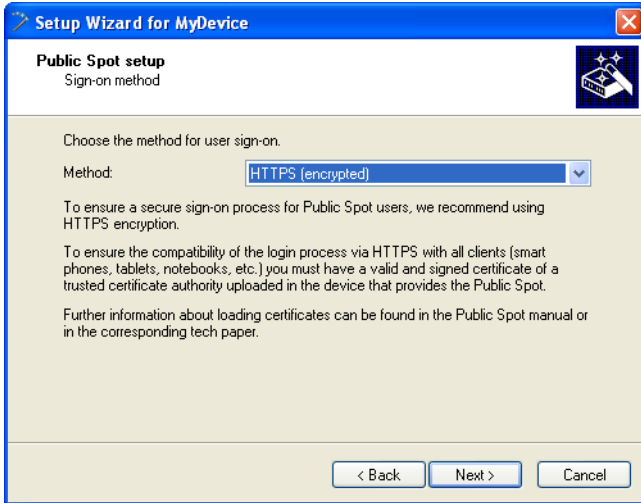 Setup Wizard for MyDevice
Public Spot setup
Sign-on method
Choose the method for user sign-on.
Method: HTTPS (encrypted)
To ensure a secure sign-on process for Public Spot users, we recommend using
HTTPS encryption.
To ensure the compatibility of the login process via HTTPS with all clients (smart
phones, tablets, notebooks, etc.) you must have a valid and signed certificate of a
trusted certificate authority uploaded in the device that provides the Public Spot.
Further information about loading certificates can be found in the Public Spot manual or
in the corresponding tech paper.
< Back Next > Cancel